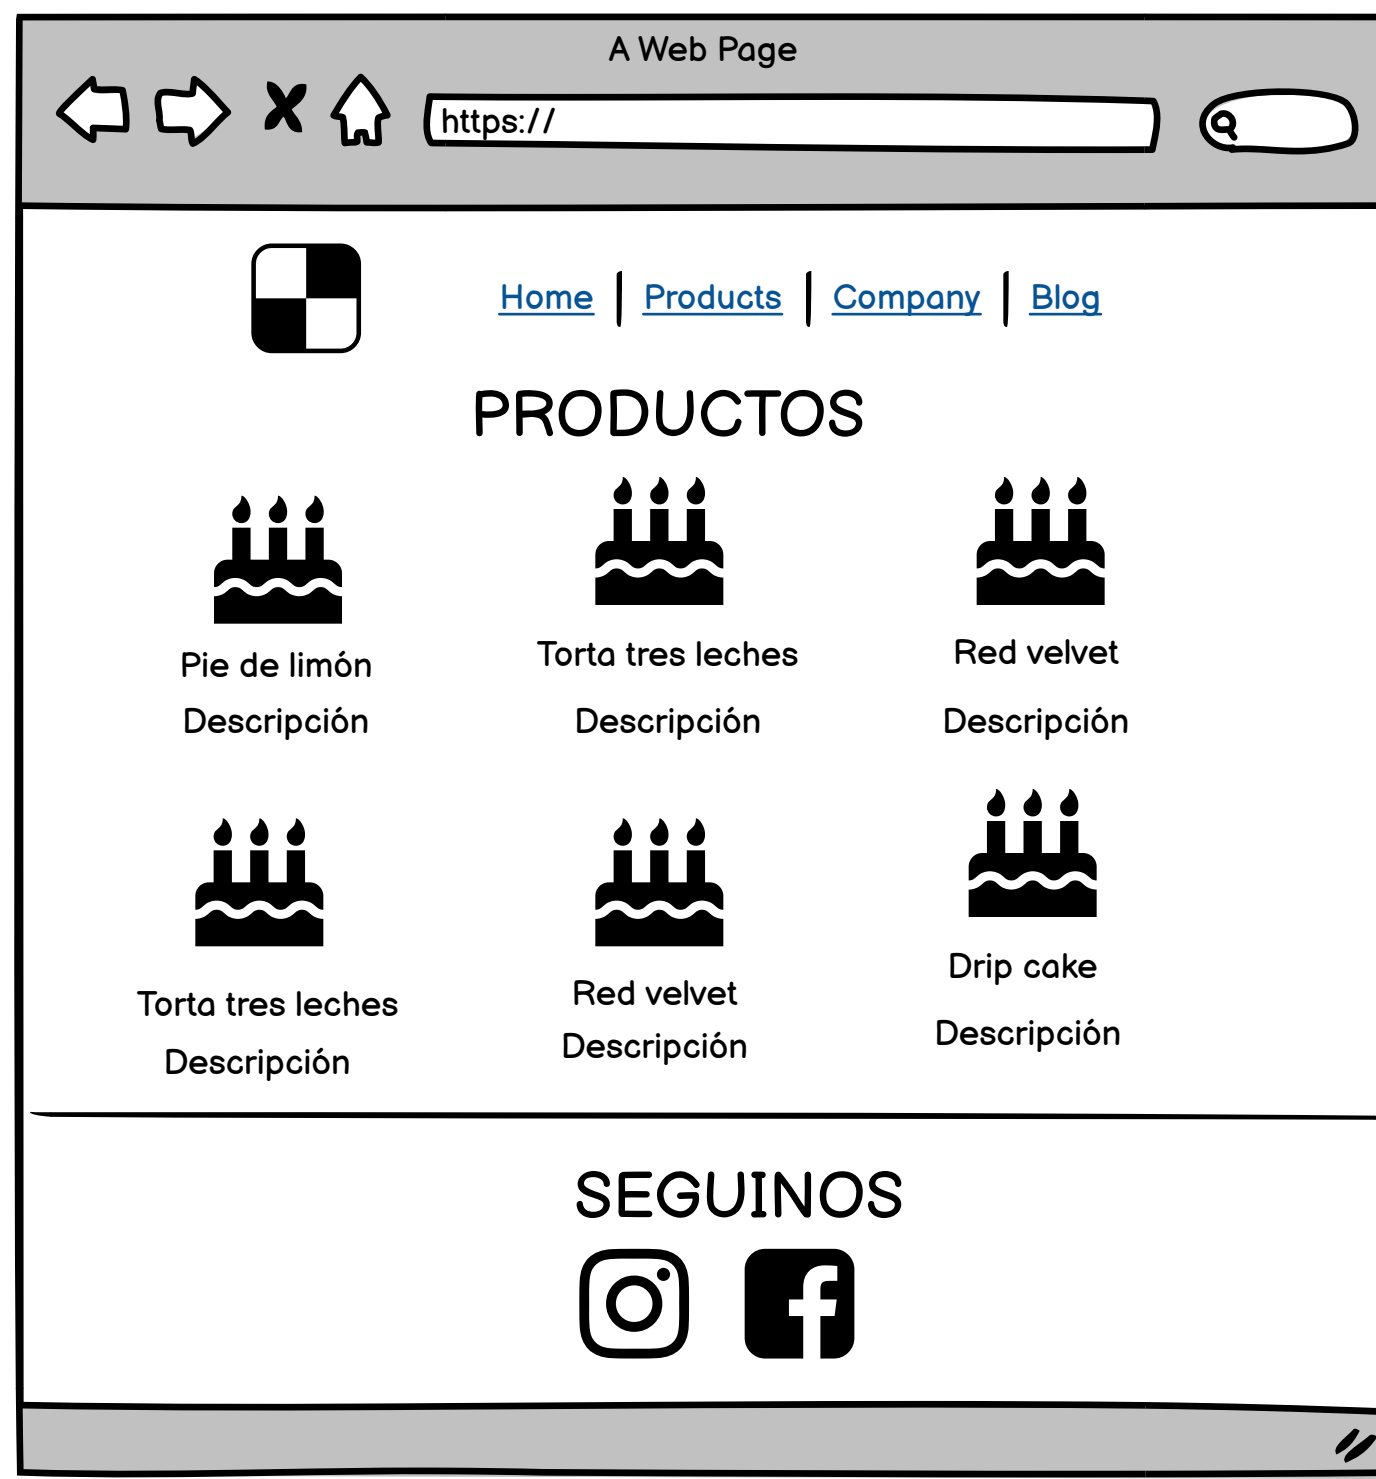 A Web Page
https://
Home | Products | Company | Blog
PRODUCTOS
Pie de limón
Descripción
Torta tres leches
Descripción
Red velvet
Descripción
Torta tres leches
Descripción
Red velvet
Descripción
Drip cake
Descripción
SEGUINOS